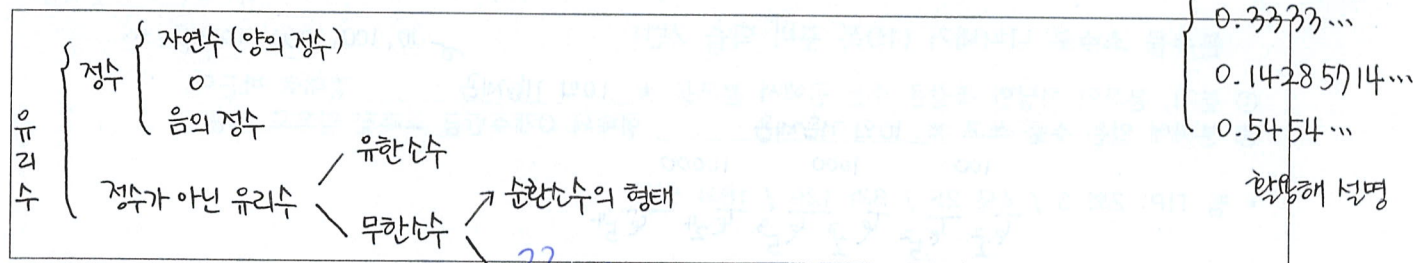 유리수
정수
자연수 (양의 정수)
0
음의 정수
정수가 아닌 유리수
유한소수
무한소수
순환소수의 형태
??
0.3333…
0.14285714…
0.5454…
활용해 설명